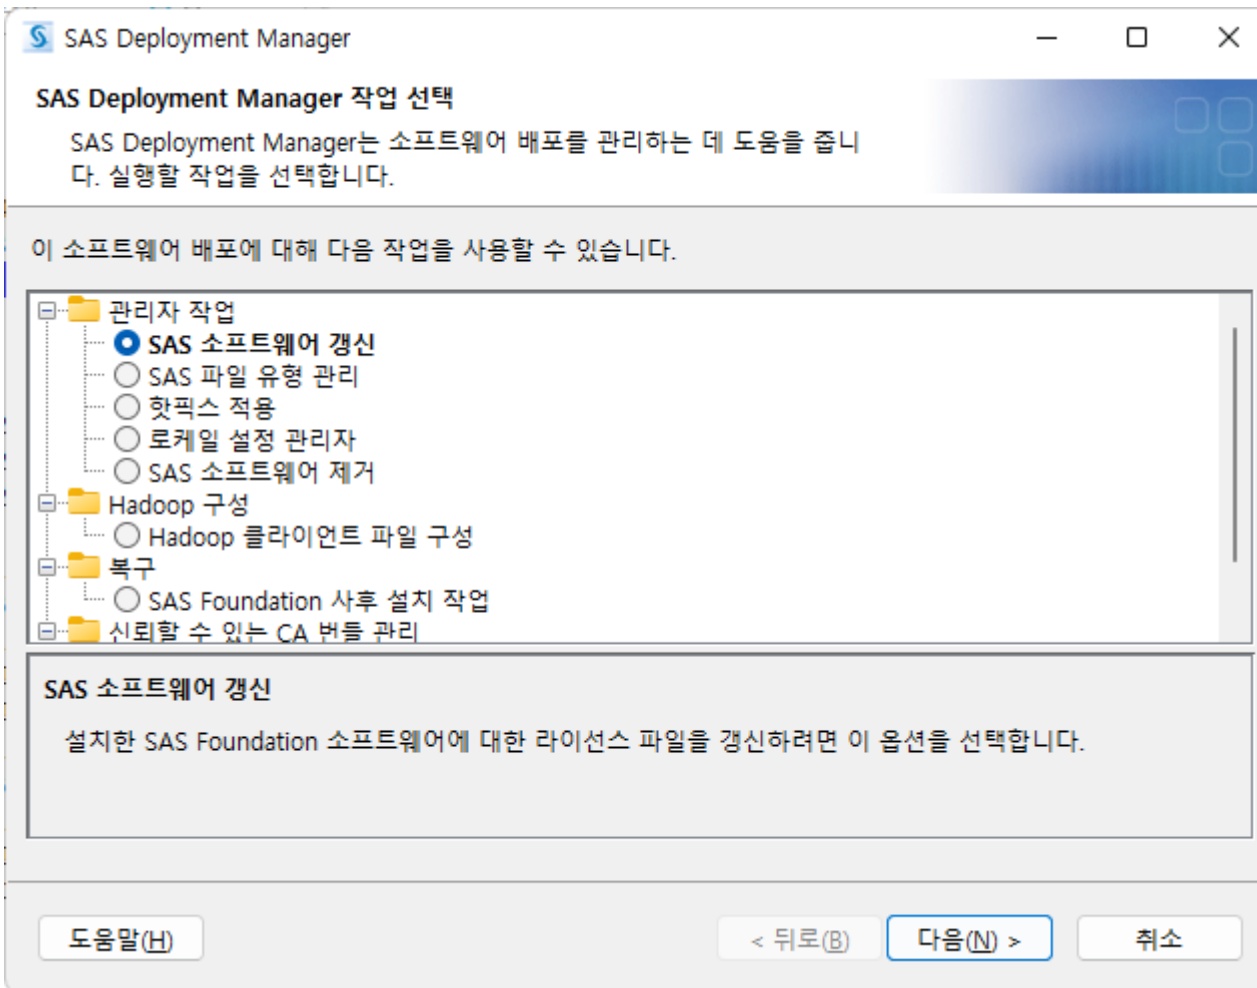 SAS Deployment Manager
SAS Deployment Manager 작업 선택
SAS Deployment Manager는 소프트웨어 배포를 관리하는 데 도움을 줍니
다. 실행할 작업을 선택합니다.
이 소프트웨어 배포에 대해 다음 작업을 사용할 수 있습니다.
관리자 작업
SAS 소프트웨어 갱신
SAS 파일 유형 관리
핫픽스 적용
로케일 설정 관리자
SAS 소프트웨어 제거
Hadoop 구성
Hadoop 클라이언트 파일 구성
복구
SAS Foundation 사후 설치 작업
신뢰할 수 있는 CA 번들 관리
SAS 소프트웨어 갱신
설치한 SAS Foundation 소프트웨어에 대한 라이선스 파일을 갱신하려면 이 옵션을 선택합니다.
도움말(H)
< 뒤로(B)
다음(N) >
취소